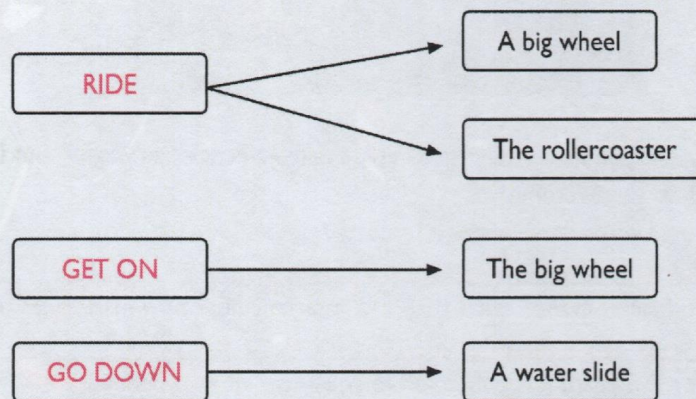 RIDE
A big wheel
The rollercoaster
GET ON
The big wheel
GO DOWN
A water slide